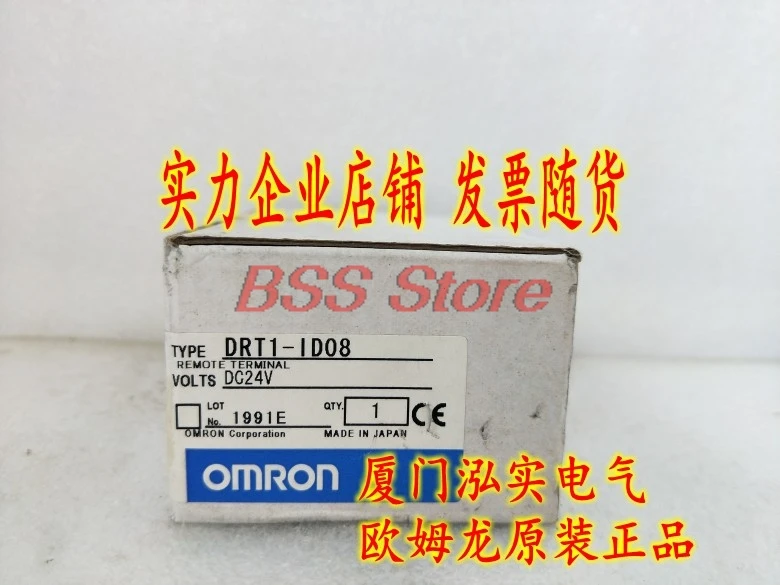 实力企业店铺 发票随货
BSS Store
TYPE DRT1-ID08
REMOTE TERMINAL
VOLTS DC24V
LOT No. 1991E QTY. 1 CE
OMRON Corporation MADE IN JAPAN
OMRON
厦门泓实电气
欧姆龙原装正品